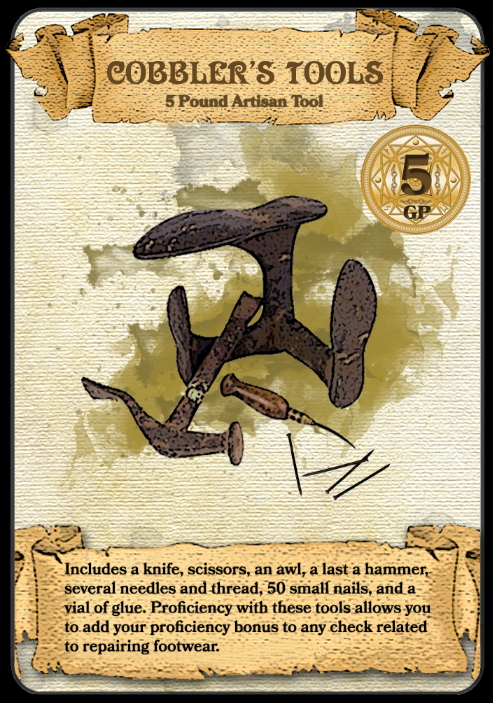 COBBLER'S TOOLS
5 Pound Artisan Tool
5
GP
Includes a knife, scissors, an awl, a last a hammer,
several needles and thread, 50 small nails, and a
vial of glue. Proficiency with these tools allows you
to add your proficiency bonus to any check related
to repairing footwear.